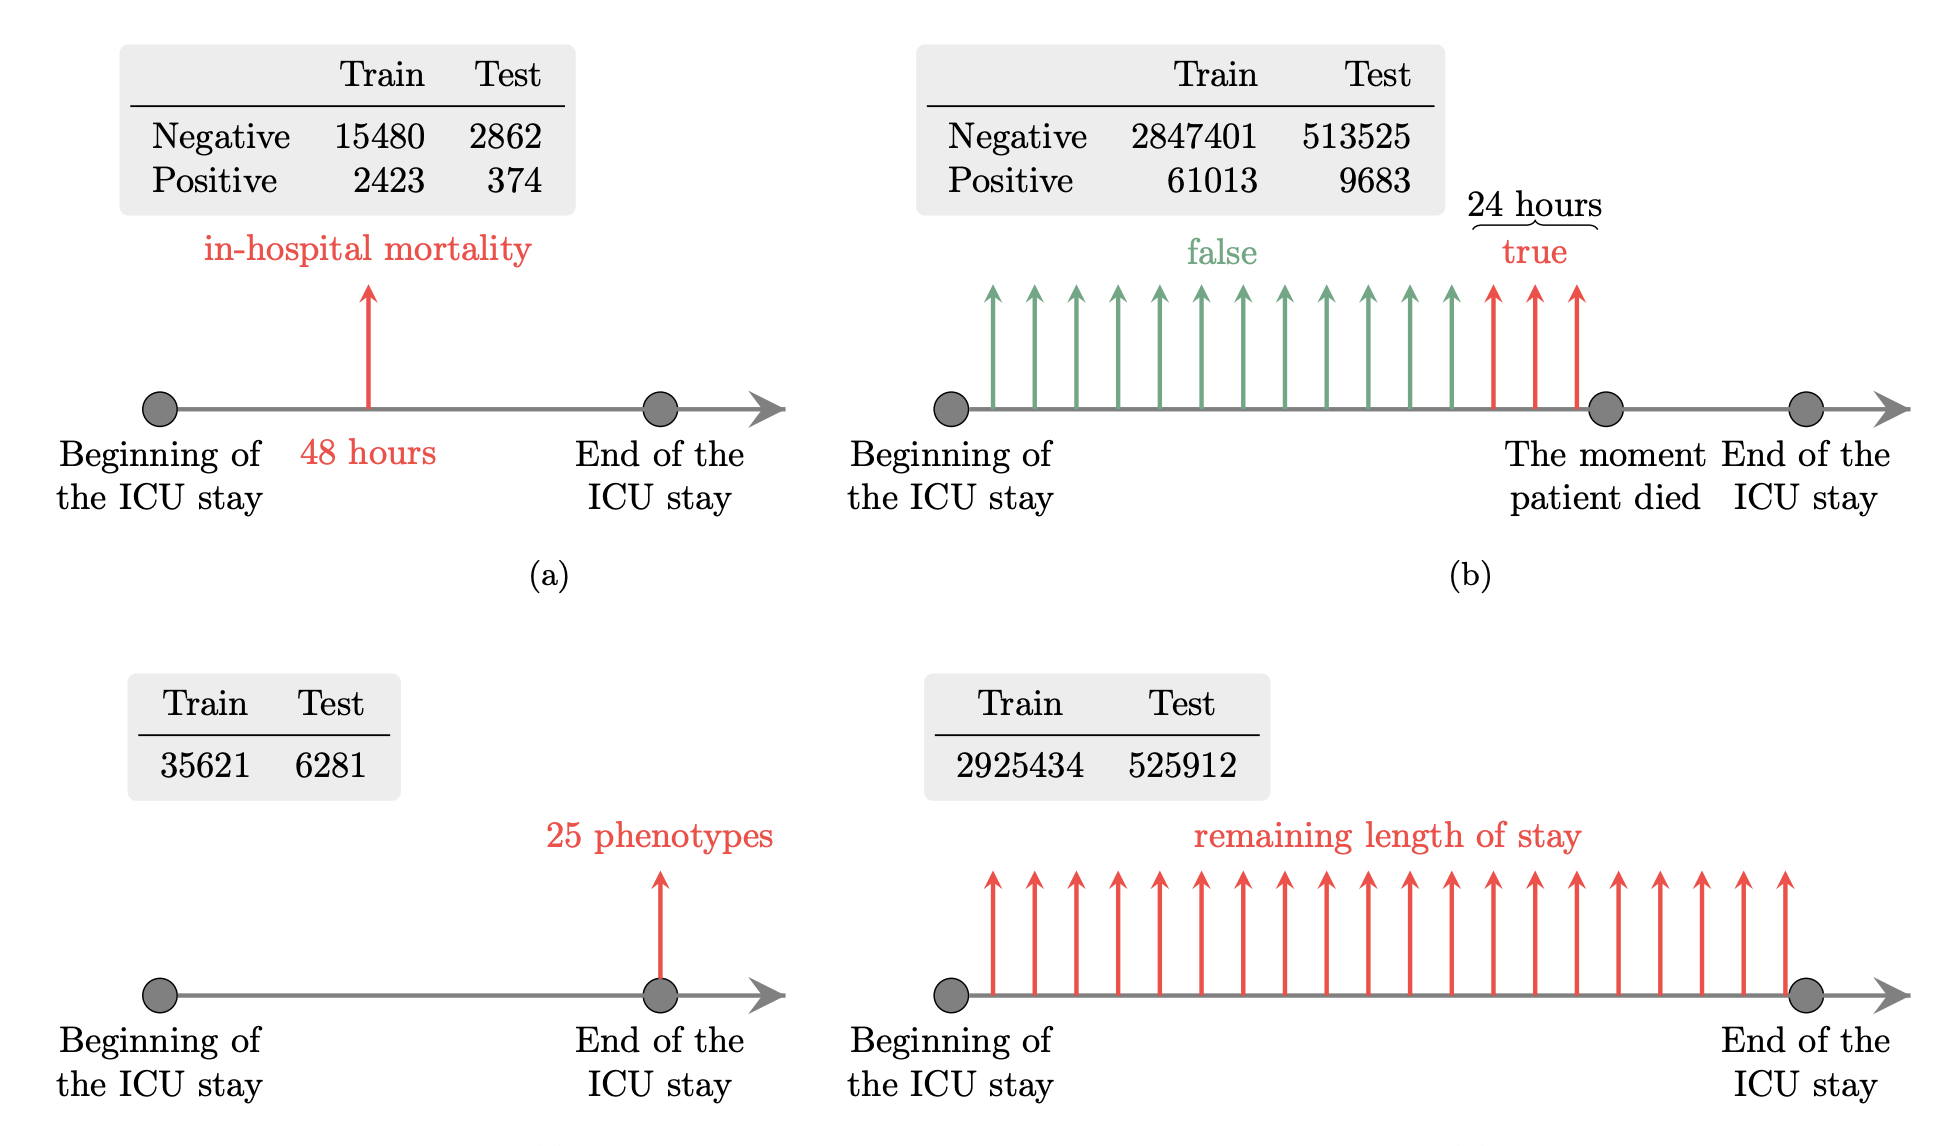 Train Test
Negative 15480 2862
Positive 2423 374
in-hospital mortality
48 hours
Beginning of
the ICU stay
End of the
ICU stay
(a)
Train Test
Negative 2847401 513525
Positive 61013 9683
24 hours
false
true
Beginning of
the ICU stay
The moment
patient died
End of the
ICU stay
(b)
Train Test
35621 6281
25 phenotypes
Beginning of
the ICU stay
End of the
ICU stay
Train Test
2925434 525912
remaining length of stay
Beginning of
the ICU stay
End of the
ICU stay